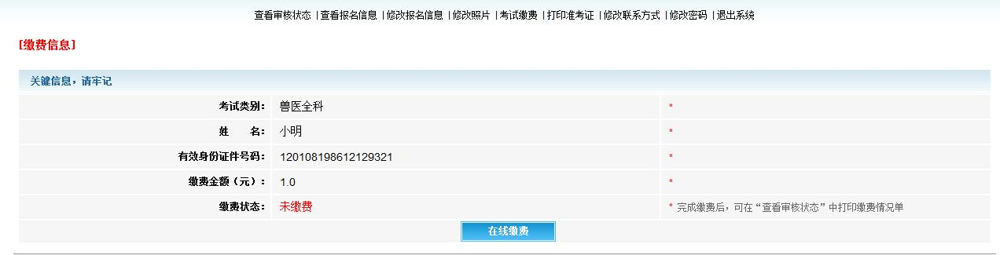 查看审核状态 |查看报名信息 |修改报名信息 |修改照片 |考试缴费 |打印准考证 |修改联系方式 |修改密码 |退出系统
[缴费信息]
关键信息，请牢记
考试类别： 兽医全科 *
姓　　名： 小明 *
有效身份证件号码： 120108198612129321 *
缴费金额（元）： 1.0 *
缴费状态： 未缴费 * 完成缴费后，可在“查看审核状态”中打印缴费情况单
在线缴费